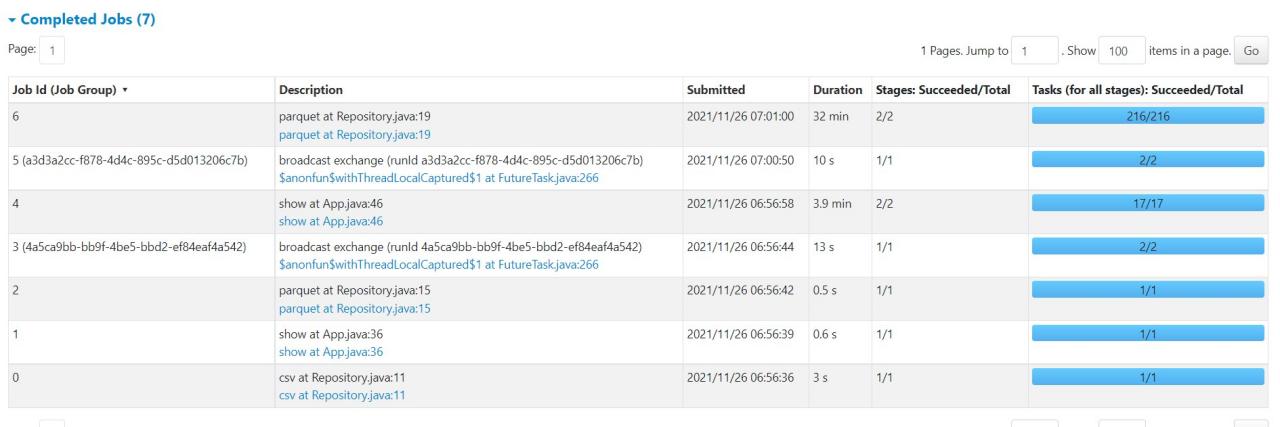 Completed Jobs (7)
Page: 1 1 Pages. Jump to 1 . Show 100 items in a page. Go
Job Id (Job Group) ▾ Description Submitted Duration Stages: Succeeded/Total Tasks (for all stages): Succeeded/Total
6 parquet at Repository.java:19 2021/11/26 07:01:00 32 min 2/2 216/216
parquet at Repository.java:19
5 (a3d3a2cc-f878-4d4c-895c-d5d013206c7b) broadcast exchange (runId a3d3a2cc-f878-4d4c-895c-d5d013206c7b) 2021/11/26 07:00:50 10 s 1/1 2/2
$anonfun$withThreadLocalCaptured$1 at FutureTask.java:266
4 show at App.java:46 2021/11/26 06:56:58 3.9 min 2/2 17/17
show at App.java:46
3 (4a5ca9bb-bb9f-4be5-bbd2-ef84eaf4a542) broadcast exchange (runId 4a5ca9bb-bb9f-4be5-bbd2-ef84eaf4a542) 2021/11/26 06:56:44 13 s 1/1 2/2
$anonfun$withThreadLocalCaptured$1 at FutureTask.java:266
2 parquet at Repository.java:15 2021/11/26 06:56:42 0.5 s 1/1 1/1
parquet at Repository.java:15
1 show at App.java:36 2021/11/26 06:56:39 0.6 s 1/1 1/1
show at App.java:36
0 csv at Repository.java:11 2021/11/26 06:56:36 3 s 1/1 1/1
csv at Repository.java:11